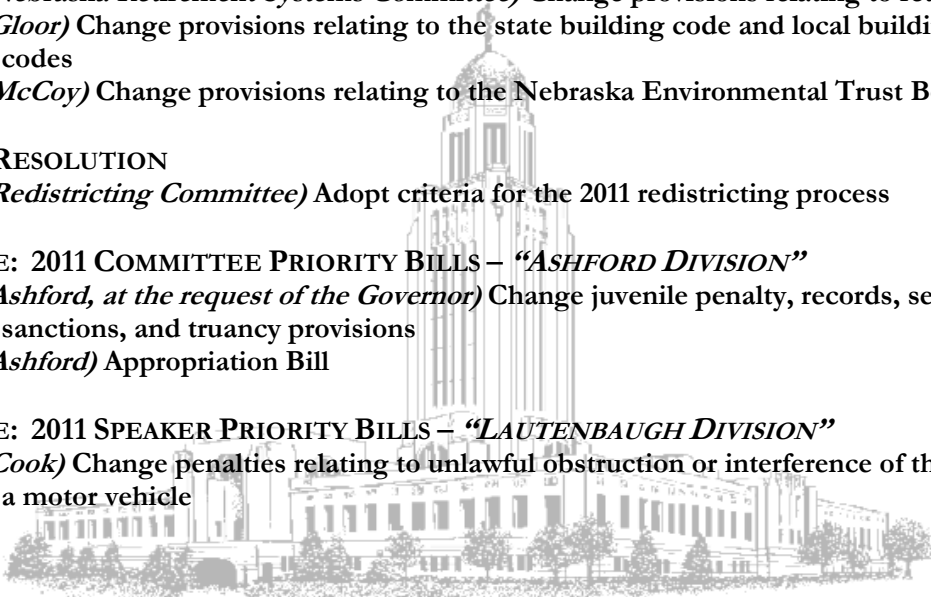 Nebraska Retirement Systems Committee) Change provisions relating to
Gloor) Change provisions relating to the state building code and local
codes
McCoy) Change provisions relating to the Nebraska Environmental Trust
RESOLUTION
Redistricting Committee) Adopt criteria for the 2011 redistricting process
E: 2011 COMMITTEE PRIORITY BILLS – “ASHFORD DIVISION”
Ashford, at the request of the Governor) Change juvenile penalty, records,
sanctions, and truancy provisions
Ashford) Appropriation Bill
E: 2011 SPEAKER PRIORITY BILLS – “LAUTENBAUGH DIVISION”
Cook) Change penalties relating to unlawful obstruction or interference of
a motor vehicle